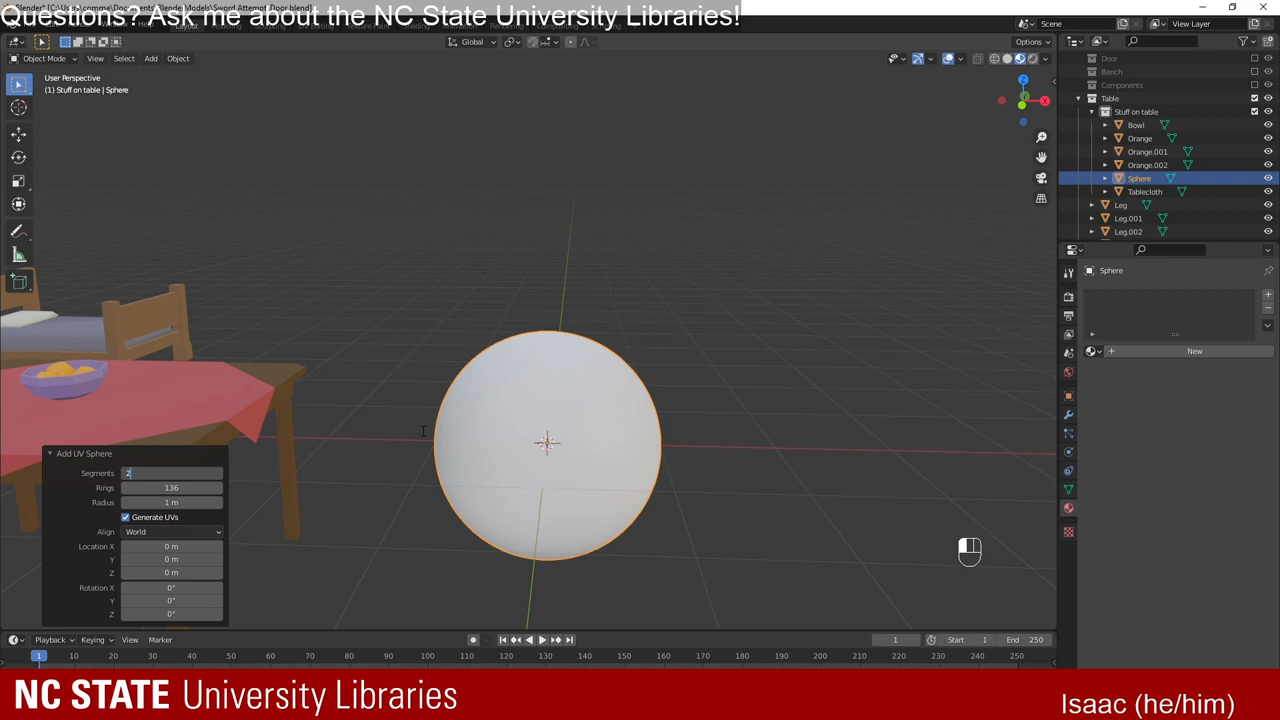 Questions? Ask me about the NC State University Libraries!
Scene
View Layer
Object Mode
View
Select
Add
Object
Global
Options
User Perspective
(1) Stuff on table | Sphere
Z
X
Door
Bench
Components
Table
Stuff on table
Bowl
Orange
Orange.001
Orange.002
Sphere
Tablecloth
Leg
Leg.001
Leg.002
Sphere
New
Add UV Sphere
Segments 2
Rings 136
Radius 1 m
Generate UVs
Align World
Location X 0 m
Y 0 m
Z 0 m
Rotation X 0°
Y 0°
Z 0°
Playback Keying View Marker
1 Start 1 End 250
1 10 20 30 40 50 60 70 80 90 100 110 120 130 140 150 160 170 180 190 200 210 220 230 240 250
NC STATE University Libraries
Isaac (he/him)